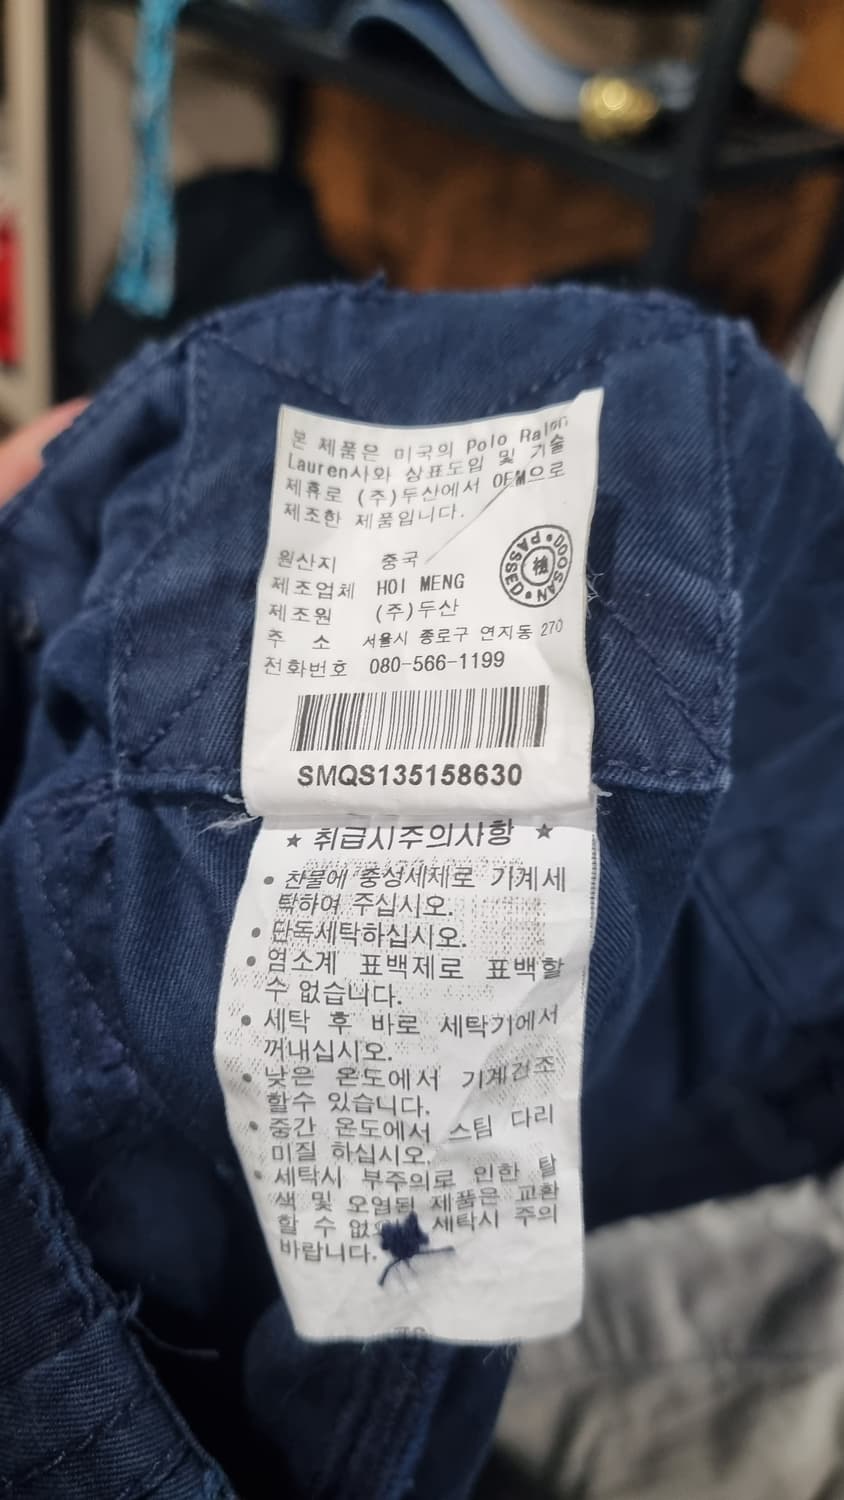 본 제품은 미국의 Polo Ralph
Lauren사와 상표도입 및 기술
제휴로 (주)두산에서 OEM으로
제조한 제품입니다.
원산지 중국
제조업체 HOI MENG
제조원 (주)두산
주 소 서울시 종로구 연지동 270
전화번호 080-566-1199
DOOSAN • PASSED •
檢
SMQS135158630
★ 취급시주의사항 ★
• 찬물에 중성세제로 기계세
탁하여 주십시오.
• 단독세탁하십시오.
• 염소계 표백제로 표백할
수 없습니다.
• 세탁 후 바로 세탁기에서
꺼내십시오.
• 낮은 온도에서 기계건조
할수 있습니다.
• 중간 온도에서 스팀 다리
미질 하십시오.
• 세탁시 부주의로 인한 탈
색 및 오염된 제품은 교환
할 수 세탁시 주의
바랍니다.